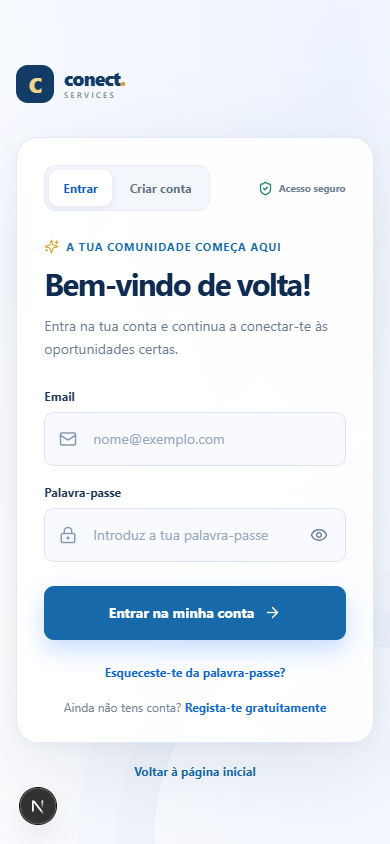 c conect.
SERVICES
Entrar Criar conta Acesso seguro
A TUA COMUNIDADE COMEÇA AQUI
Bem-vindo de volta!
Entra na tua conta e continua a conectar-te às
oportunidades certas.
Email
nome@exemplo.com
Palavra-passe
Introduz a tua palavra-passe
Entrar na minha conta →
Esqueceste-te da palavra-passe?
Ainda não tens conta? Regista-te gratuitamente
Voltar à página inicial
N